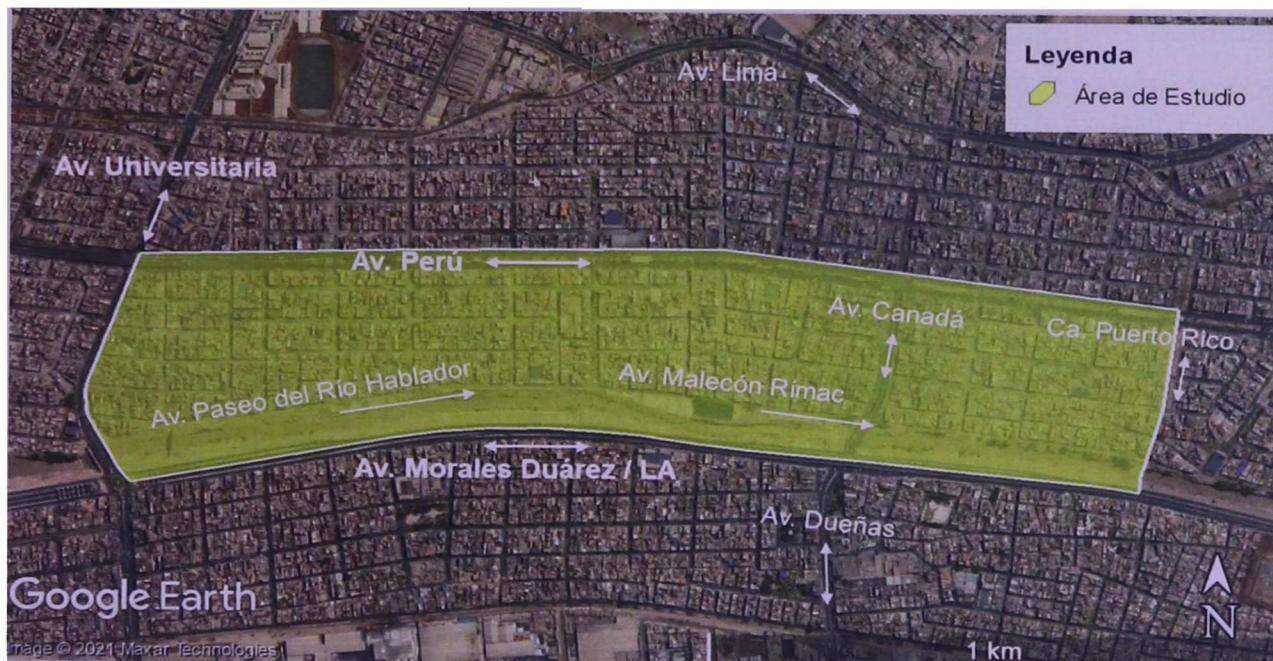 Leyenda
Área de Estudio
Av. Lima
Av. Universitaria
Av. Perú
Av. Canadá
Ca. Puerto Rico
Av. Paseo del Río Hablador
Av. Malecón Rímac
Av. Morales Duárez / LA
Av. Dueñas
Google Earth
N
mage © 2021 Maxar Technologies
1 km